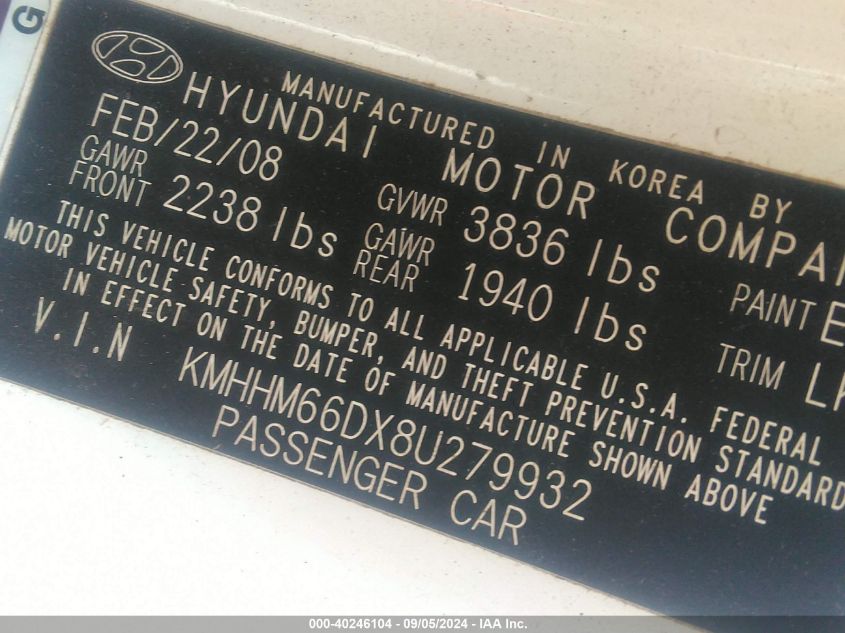 G
MANUFACTURED IN KOREA BY
HYUNDAI MOTOR
FEB/22/08 GVWR 3836 lbs PAINT
GAWR FRONT 2238 lbs GAWR REAR 1940 lbs TRIM
THIS VEHICLE CONFORMS TO ALL APPLICABLE U.S.A. FEDERAL
MOTOR VEHICLE SAFETY, BUMPER, AND THEFT PREVENTION STANDARD
IN EFFECT ON THE DATE OF MANUFACTURE SHOWN ABOVE
V.I.N KMHHM66DX8U279932
PASSENGER CAR
000-40246104 - 09/05/2024 - IAA Inc.